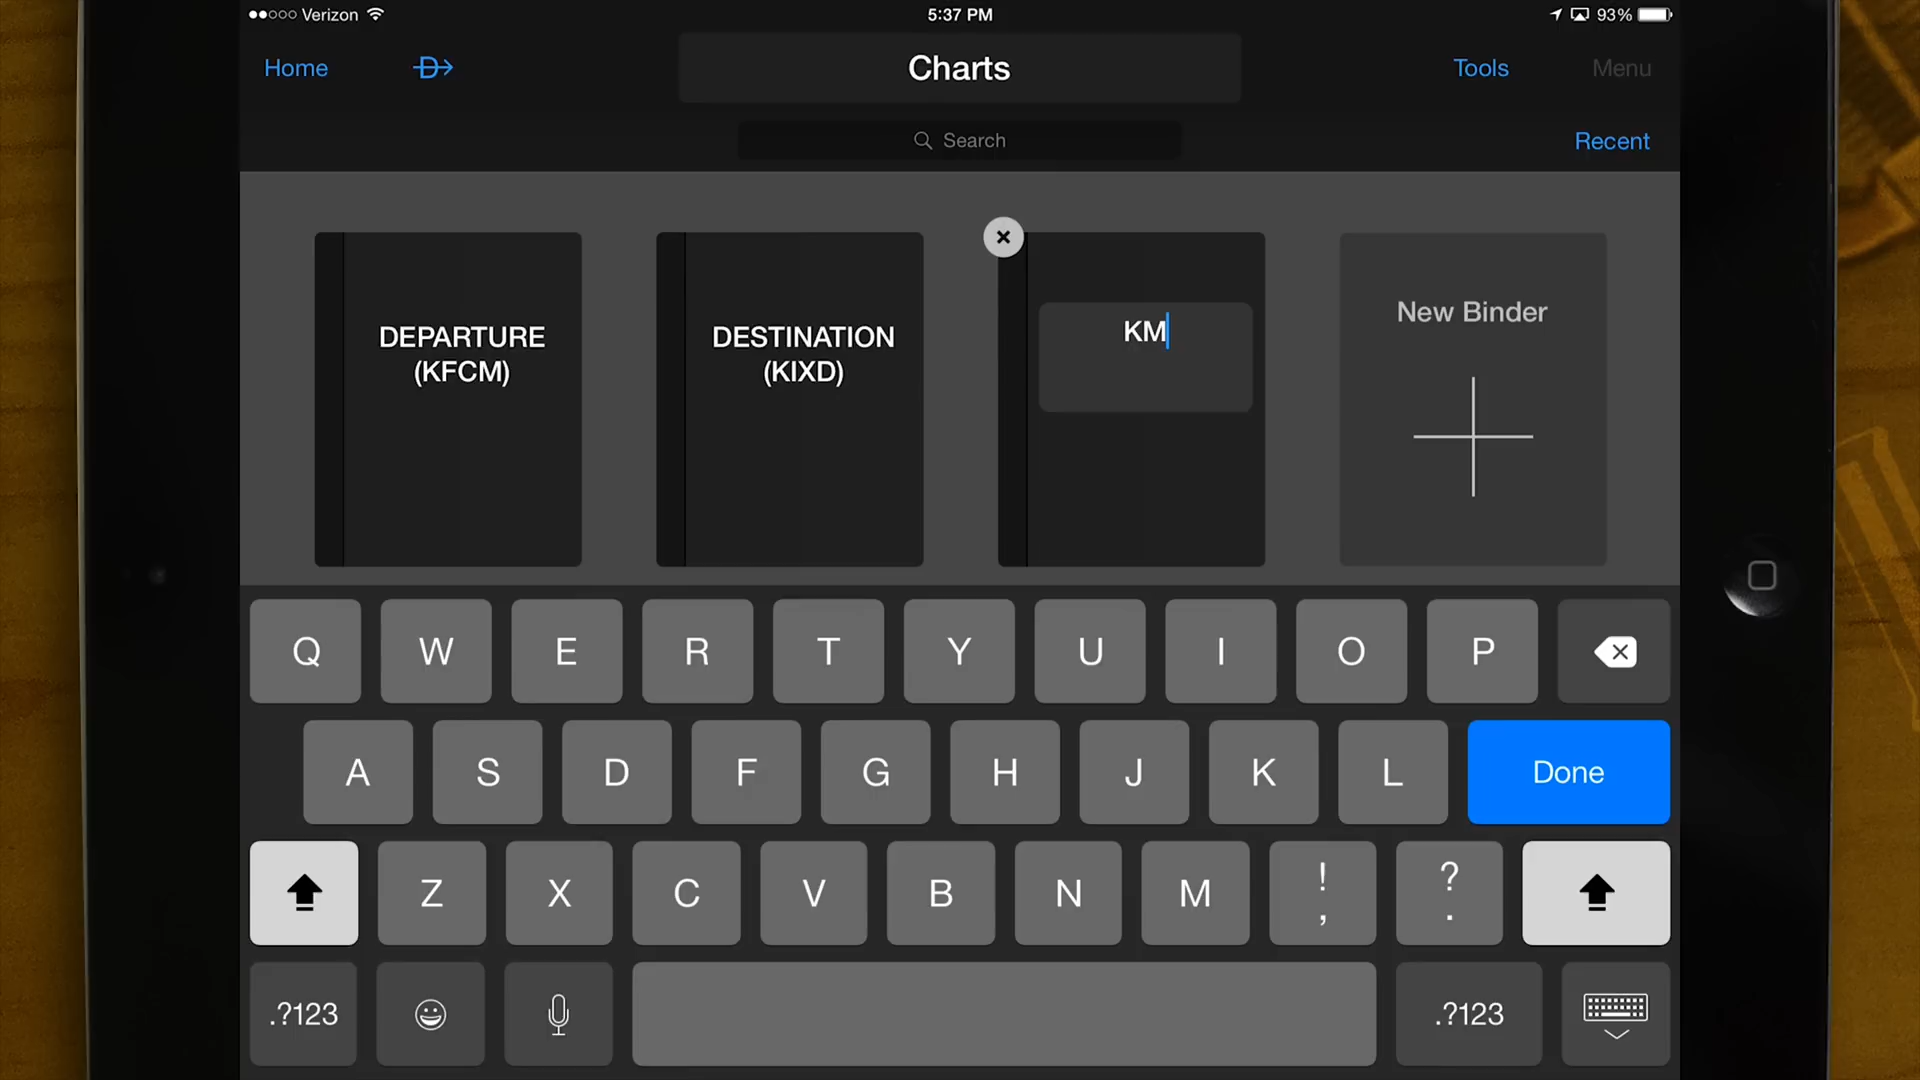 Verizon
5:37 PM
93%
Home
D
Charts
Tools
Menu
Search
Recent
DEPARTURE
(KFCM)
DESTINATION
(KIXD)
KM
New Binder
Q W E R T Y U I O P
A S D F G H J K L Done
Z X C V B N M ! , ? .
.?123
.?123